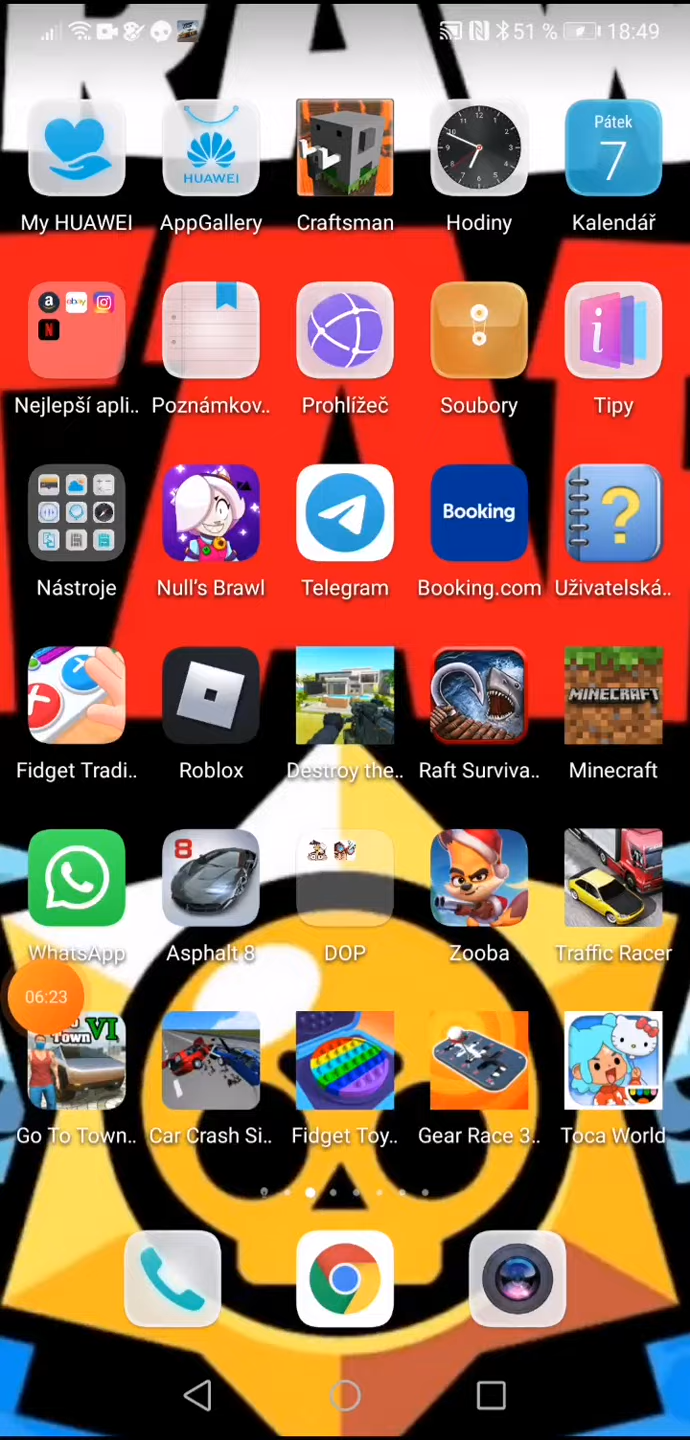 51 % 18:49
Pátek
7
HUAWEI
My HUAWEI AppGallery Craftsman Hodiny Kalendář
a ebay
N
Nejlepší apli.. Poznámkov.. Prohlížeč Soubory Tipy
Booking
Nástroje Null's Brawl Telegram Booking.com Uživatelská..
MINECRAFT
Fidget Tradi.. Roblox Destroy the.. Raft Surviva.. Minecraft
8
WhatsApp Asphalt 8 DOP Zooba Traffic Racer
06:23
TOWN VI
Go To Town.. Car Crash Si.. Fidget Toy.. Gear Race 3.. Toca World